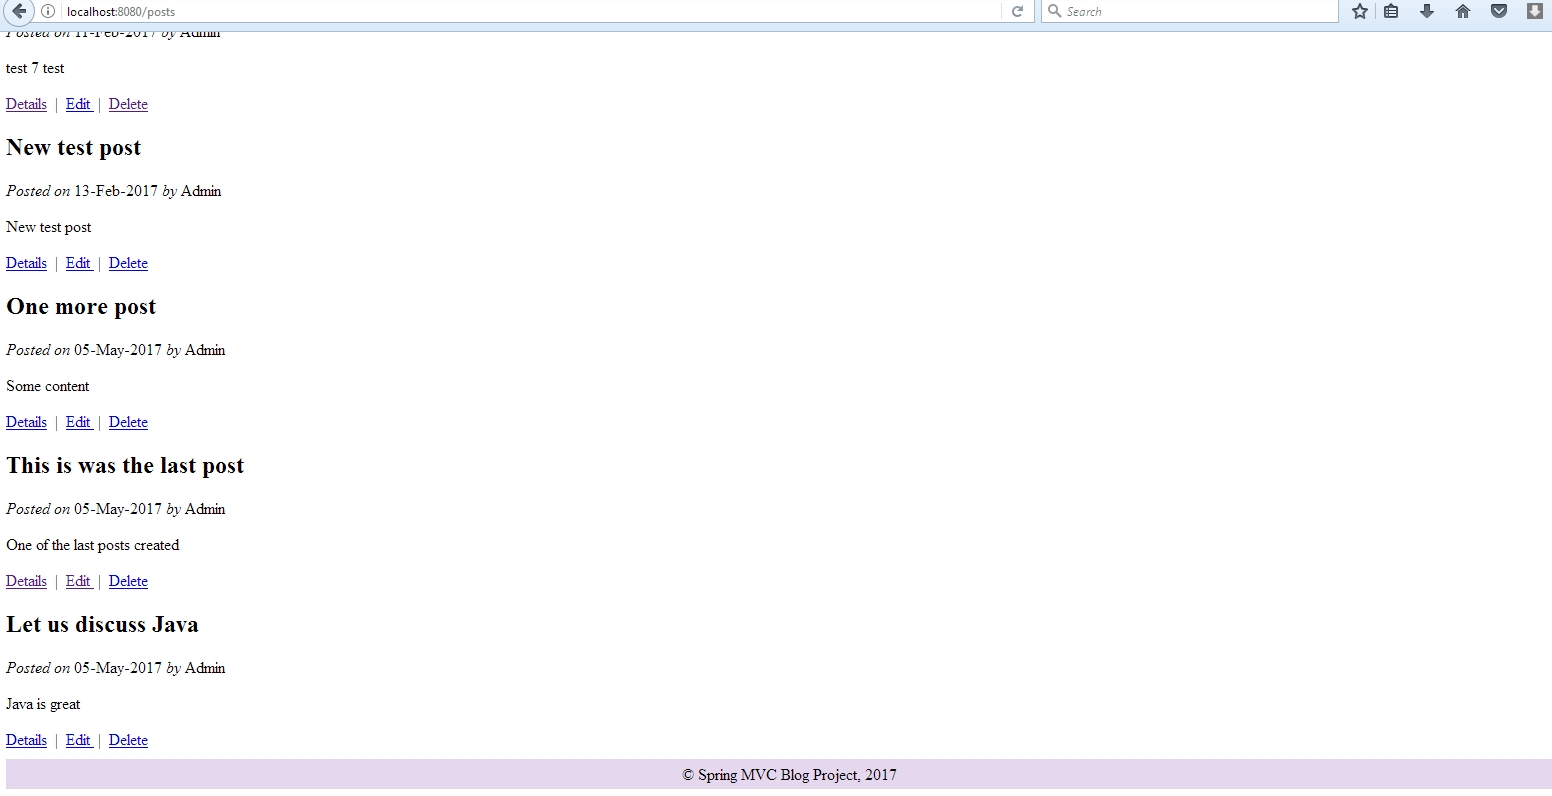 localhost:8080/posts
Search
Posted on 11-Feb-2017 by Admin
test 7 test
Details | Edit | Delete
New test post
Posted on 13-Feb-2017 by Admin
New test post
Details | Edit | Delete
One more post
Posted on 05-May-2017 by Admin
Some content
Details | Edit | Delete
This is was the last post
Posted on 05-May-2017 by Admin
One of the last posts created
Details | Edit | Delete
Let us discuss Java
Posted on 05-May-2017 by Admin
Java is great
Details | Edit | Delete
© Spring MVC Blog Project, 2017